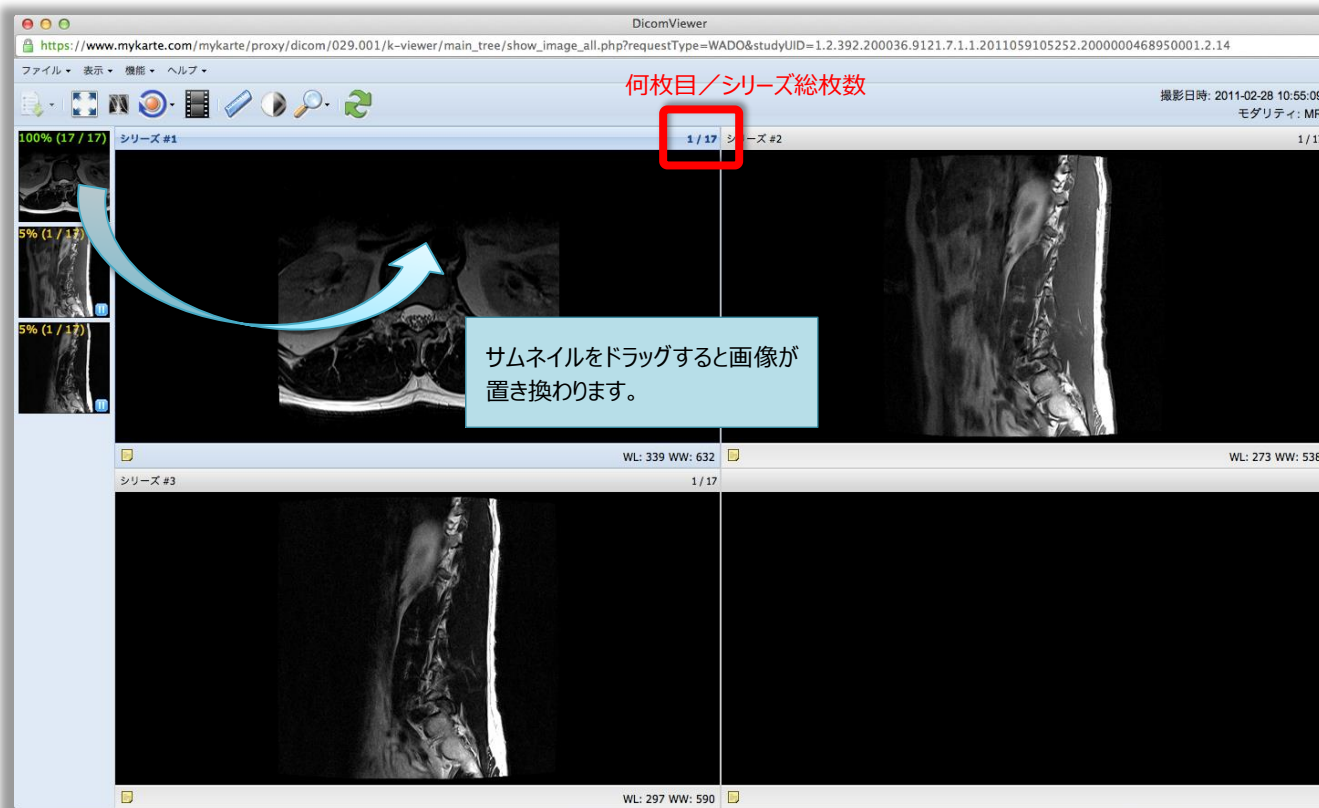 DicomViewer
https://www.mykarte.com/mykarte/proxy/dicom/029.001/k-viewer/main_tree/show_image_all.php?requestType=WADO&studyUID=1.2.392.200036.9121.7.1.1.2011059105252.2000000468950001.2.14
ファイル 表示 機能 ヘルプ
何枚目／シリーズ総枚数
撮影日時: 2011-02-28 10:55:09
モダリティ: MR
100% (17 / 17)
シリーズ #1 1 / 17
シリーズ #2 1 / 17
5% (1 / 17)
5% (1 / 17)
サムネイルをドラッグすると画像が
置き換わります。
WL: 339 WW: 632
WL: 273 WW: 538
シリーズ #3 1 / 17
WL: 297 WW: 590